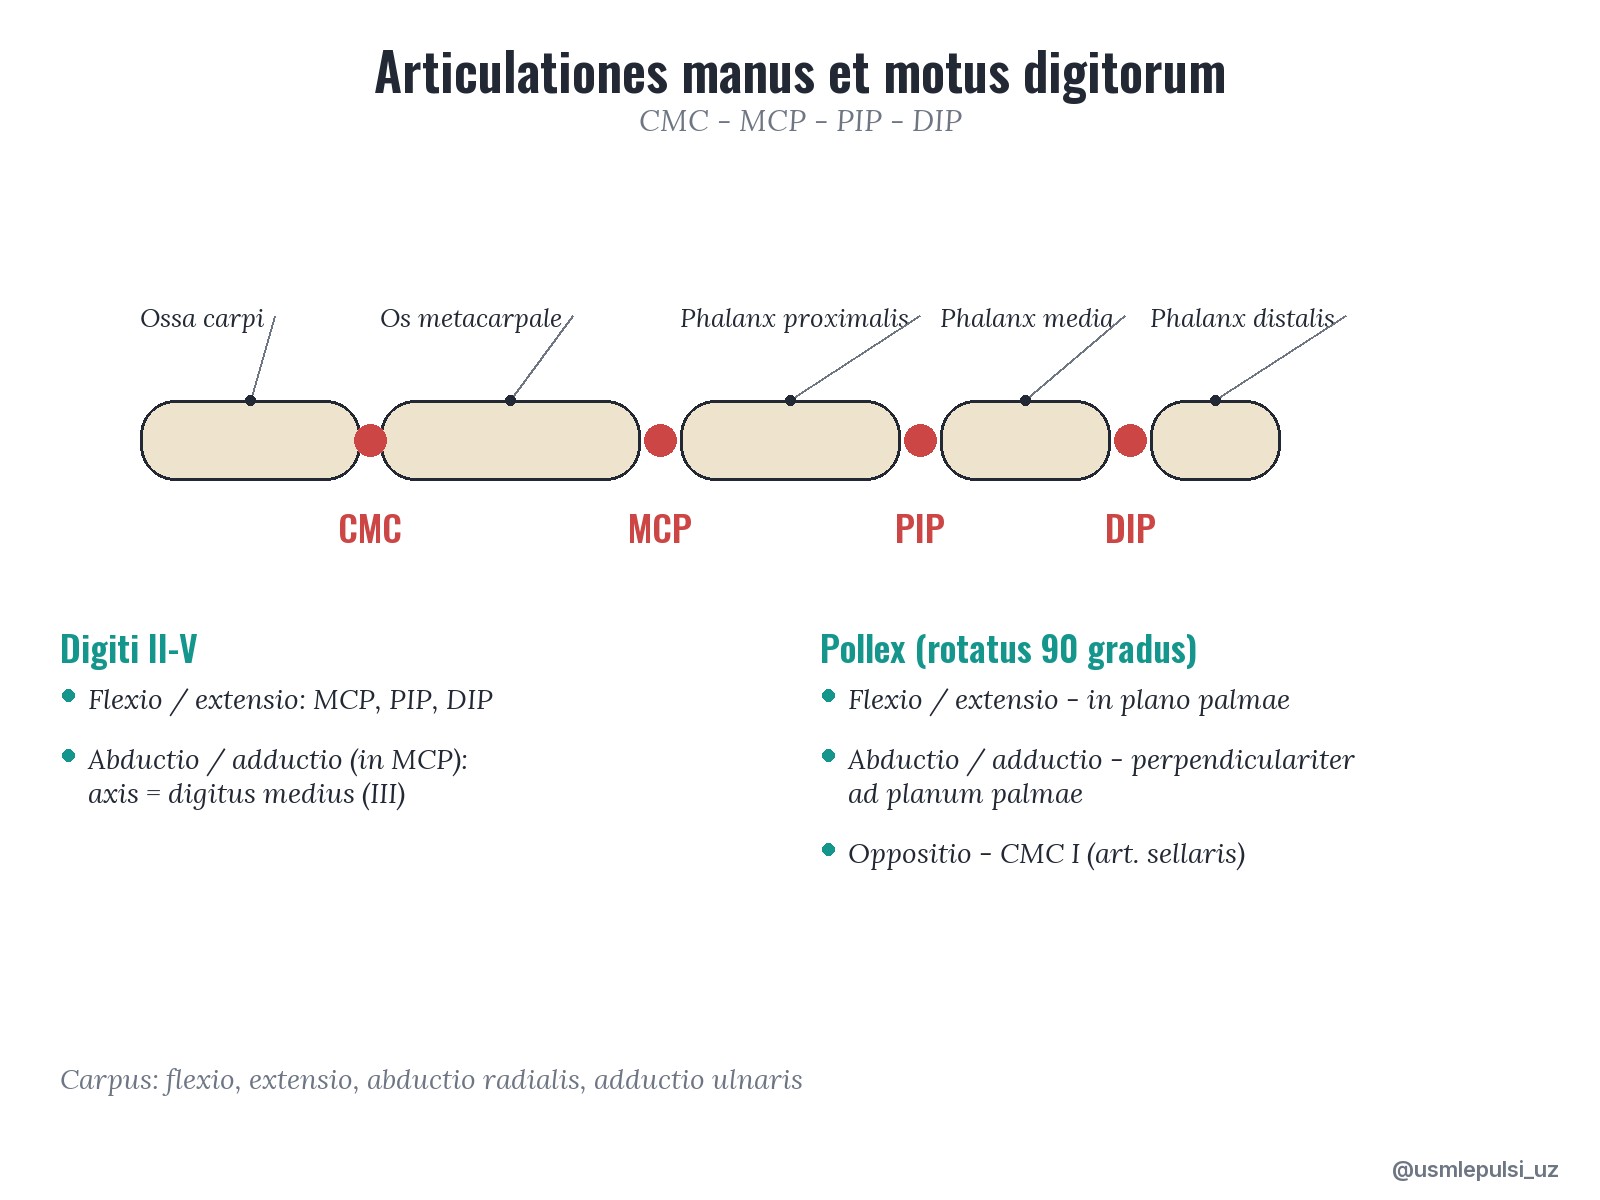 Articulationes manus et motus digitorum
CMC - MCP - PIP - DIP
Ossa carpi
Os metacarpale
Phalanx proximalis
Phalanx media
Phalanx distalis
CMC
MCP
PIP
DIP
Digiti II-V
Flexio / extensio: MCP, PIP, DIP
Abductio / adductio (in MCP):
axis = digitus medius (III)
Pollex (rotatus 90 gradus)
Flexio / extensio - in plano palmae
Abductio / adductio - perpendiculariter
ad planum palmae
Oppositio - CMC I (art. sellaris)
Carpus: flexio, extensio, abductio radialis, adductio ulnaris
@usmlepulsi_uz